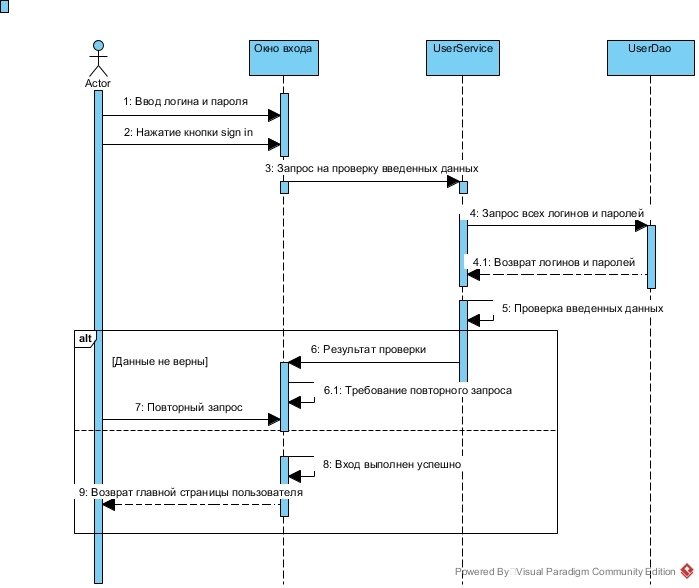 Окно входа
UserService
UserDao
Actor
1: Ввод логина и пароля
2: Нажатие кнопки sign in
3: Запрос на проверку введенных данных
4: Запрос всех логинов и паролей
4.1: Возврат логинов и паролей
5: Проверка введенных данных
alt
[Данные не верны]
6: Результат проверки
6.1: Требование повторного запроса
7: Повторный запрос
8: Вход выполнен успешно
9: Возврат главной страницы пользователя
Powered By Visual Paradigm Community Edition